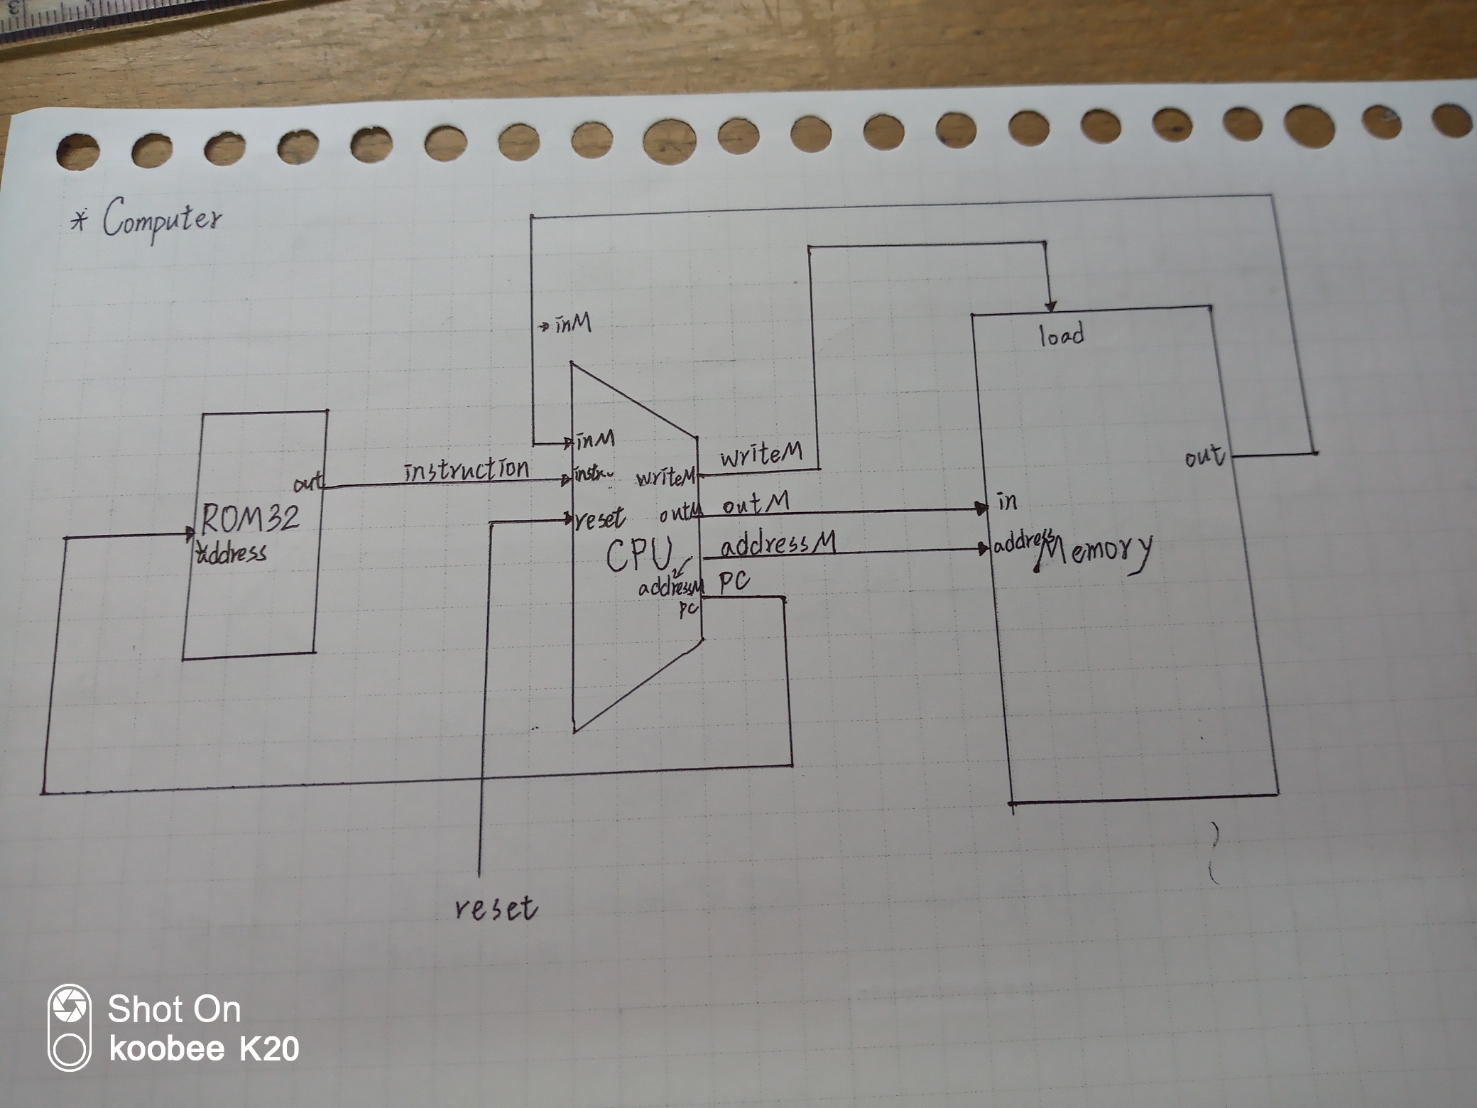 * Computer
inM
load
inM
instruction
instr
writeM
writeM
out
out
ROM32
address
reset
outM
outM
in
CPU
addressM
addressM
address
Memory
PC
PC
reset
Shot On
koobee K20